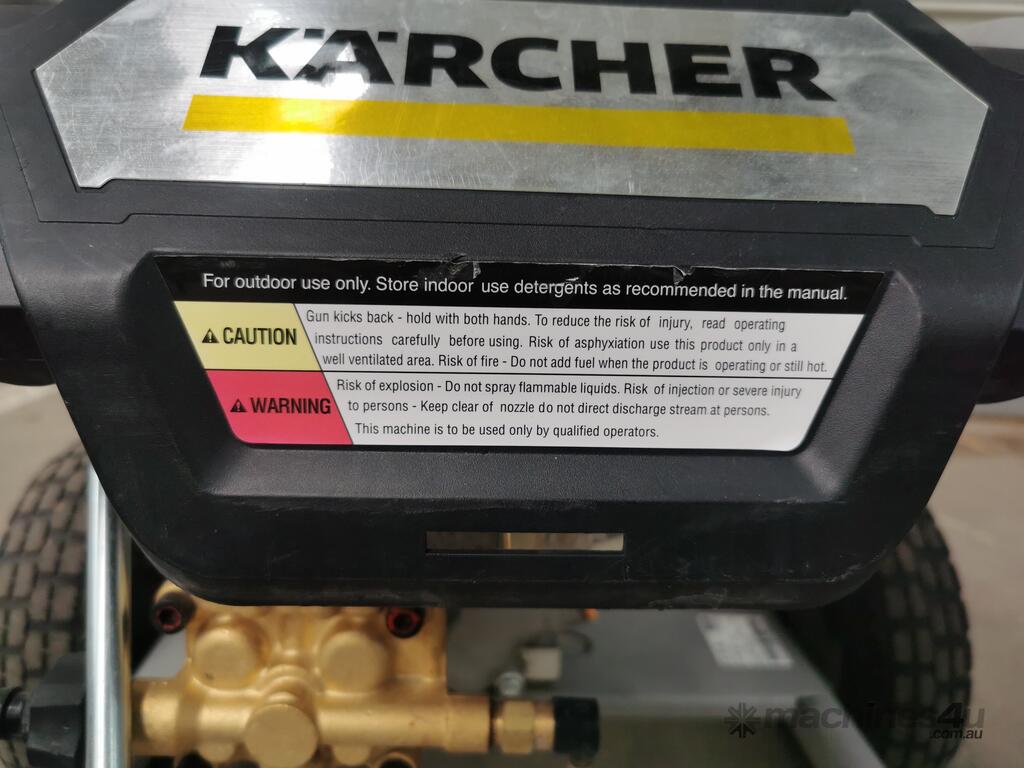 KÄRCHER
For outdoor use only. Store indoor use detergents as recommended in the manual.
CAUTION
Gun kicks back - hold with both hands. To reduce the risk of injury, read operating
instructions carefully before using. Risk of asphyxiation use this product only in a
well ventilated area. Risk of fire - Do not add fuel when the product is operating or still hot.
WARNING
Risk of explosion - Do not spray flammable liquids. Risk of injection or severe injury
to persons - Keep clear of nozzle do not direct discharge stream at persons.
This machine is to be used only by qualified operators.
machines4u
.com.au